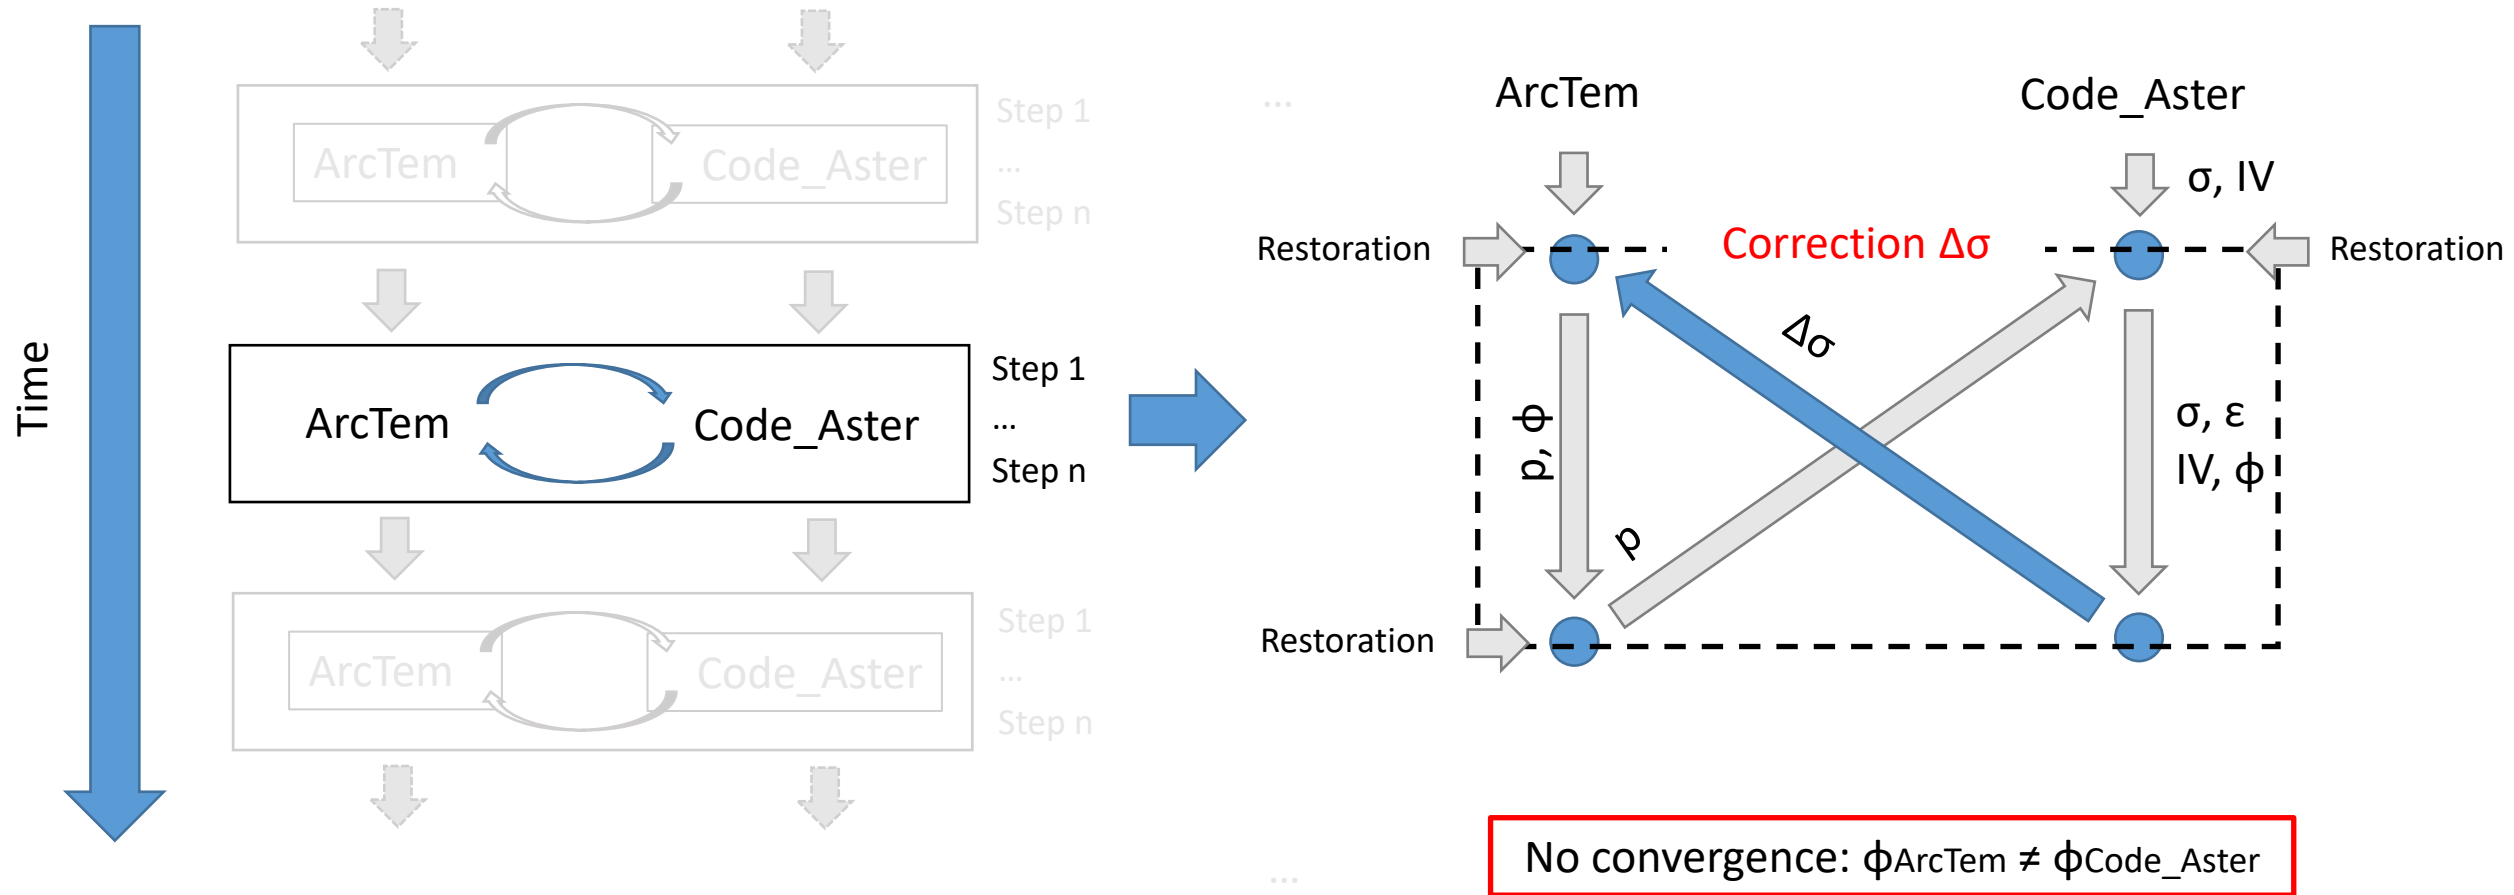 Time
ArcTem
Code_Aster
Step 1
...
Step n
ArcTem
Code_Aster
Step 1
...
Step n
ArcTem
Code_Aster
Step 1
...
Step n
...
ArcTem
Code_Aster
σ, IV
Restoration
Correction Δσ
Restoration
Δσ
p, ϕ
σ, ε
IV, ϕ
p
Restoration
...
No convergence: ϕArcTem ≠ ϕCode_Aster